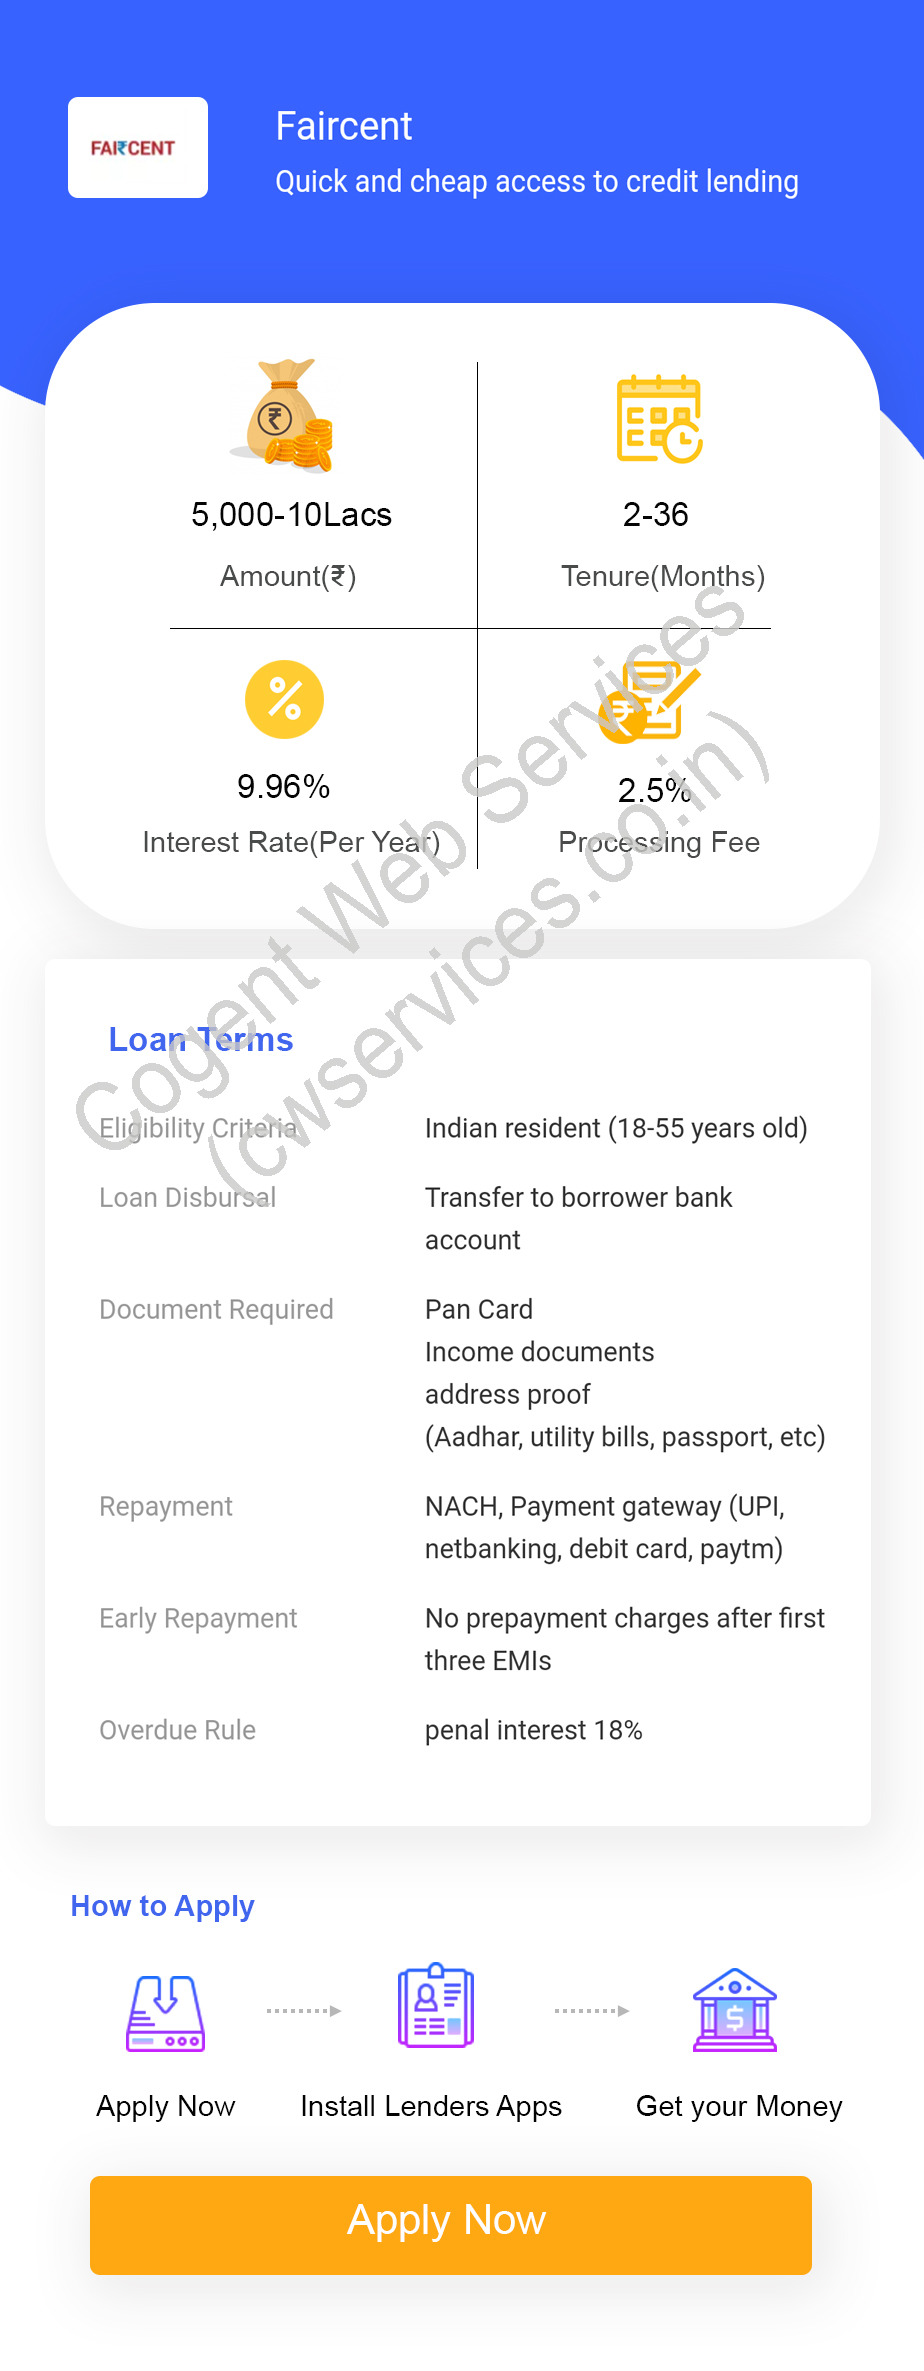 FAI₹CENT
Faircent
Quick and cheap access to credit lending
5,000-10Lacs
Amount(₹)
2-36
Tenure(Months)
9.96%
Interest Rate(Per Year)
2.5%
Processing Fee
Cogent Web Services
(cwservices.co.in)
Loan Terms
Eligibility Criteria
Indian resident (18-55 years old)
Loan Disbursal
Transfer to borrower bank
account
Document Required
Pan Card
Income documents
address proof
(Aadhar, utility bills, passport, etc)
Repayment
NACH, Payment gateway (UPI,
netbanking, debit card, paytm)
Early Repayment
No prepayment charges after first
three EMIs
Overdue Rule
penal interest 18%
How to Apply
Apply Now
Install Lenders Apps
Get your Money
Apply Now